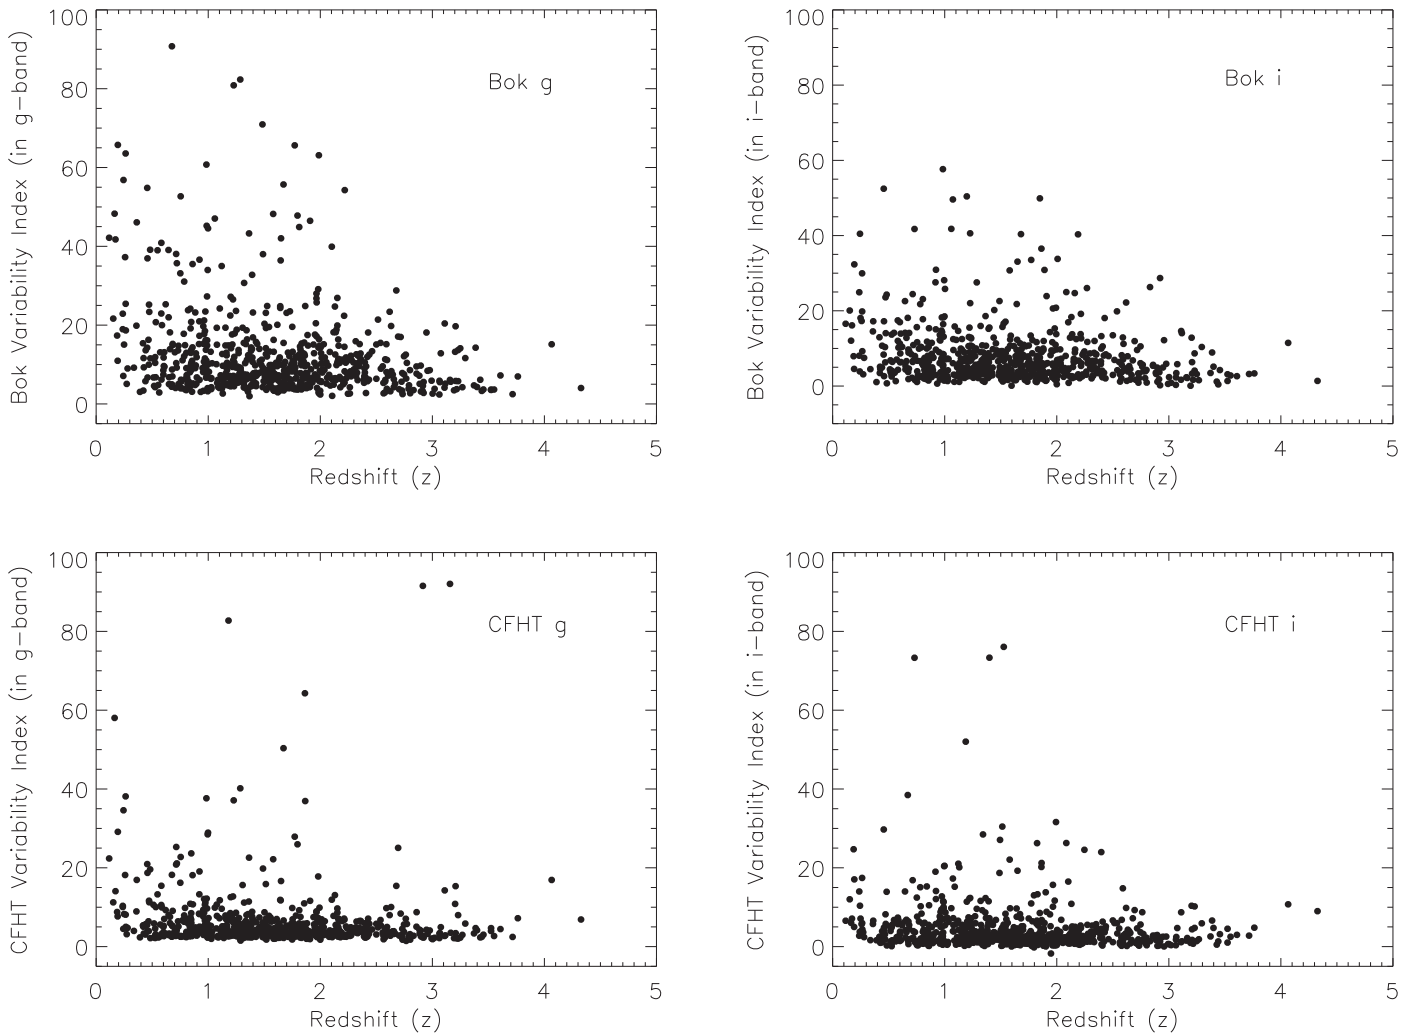 Bok Variability Index (in g-band)
100
80
60
40
20
0
Bok g
0 1 2 3 4 5
Redshift (z)
Bok Variability Index (in i-band)
100
80
60
40
20
0
Bok i
0 1 2 3 4 5
Redshift (z)
CFHT Variability Index (in g-band)
100
80
60
40
20
0
CFHT g
0 1 2 3 4 5
Redshift (z)
CFHT Variability Index (in i-band)
100
80
60
40
20
0
CFHT i
0 1 2 3 4 5
Redshift (z)